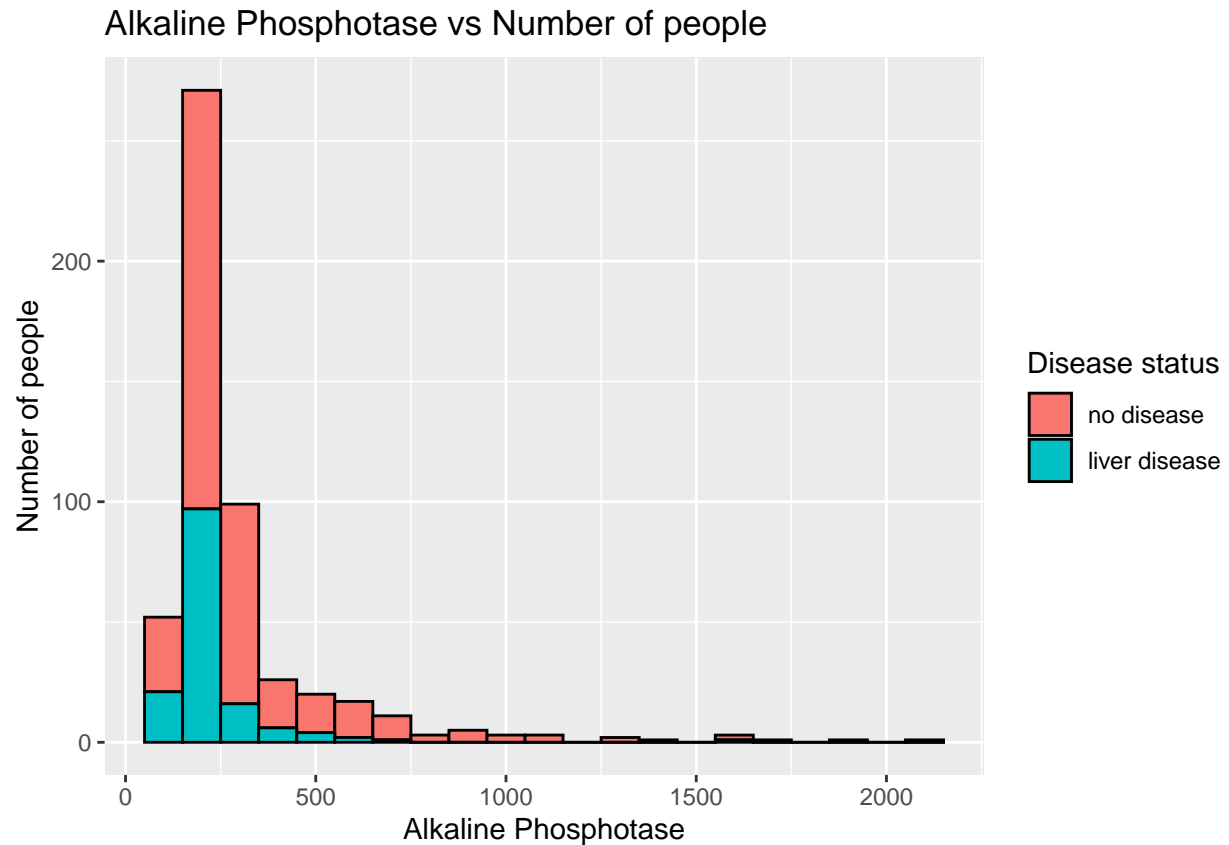 Alkaline Phosphotase vs Number of people
200
100
0
Number of people
0 500 1000 1500 2000
Alkaline Phosphotase
Disease status
no disease
liver disease